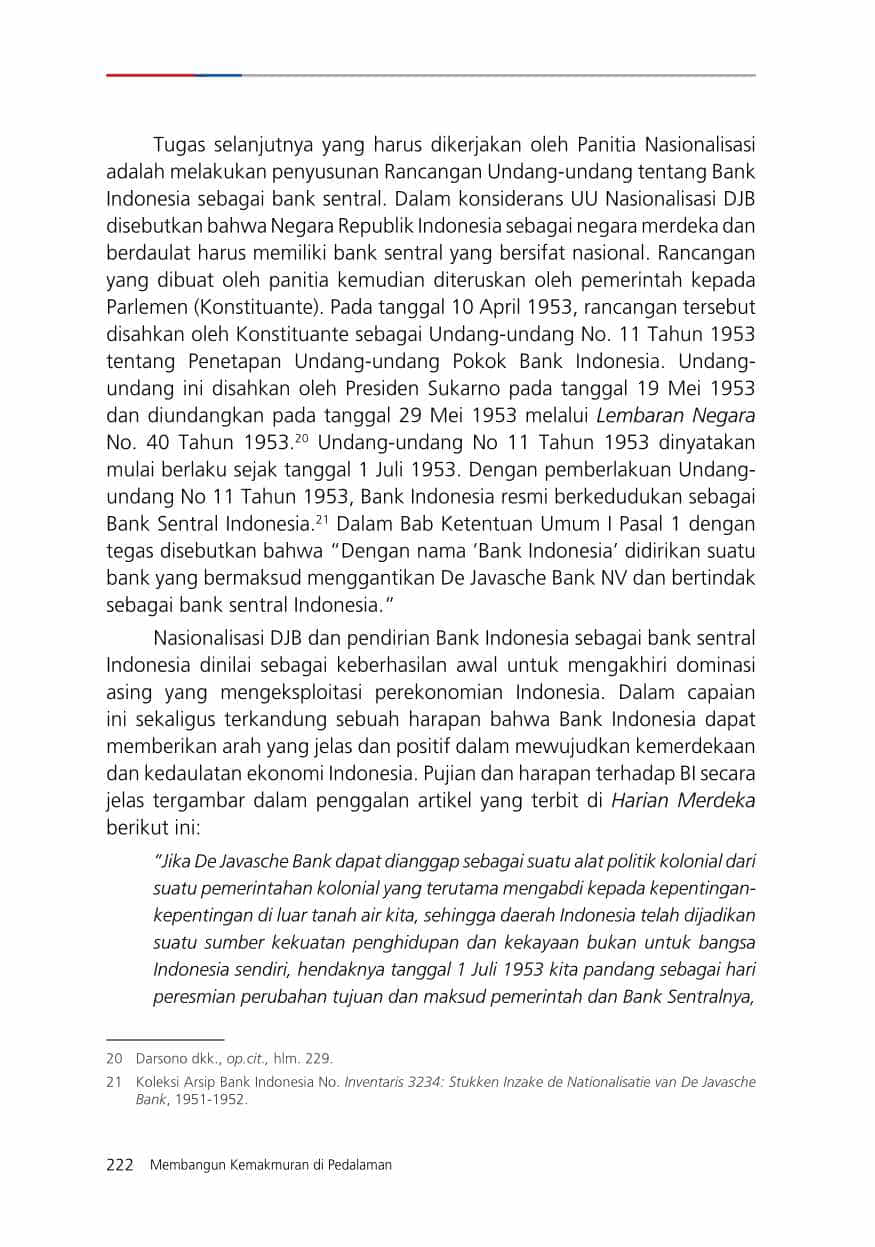 Tugas selanjutnya yang harus dikerjakan oleh Panitia Nasionalisasi
adalah melakukan penyusunan Rancangan Undang-undang tentang Bank
Indonesia sebagai bank sentral. Dalam konsiderans UU Nasionalisasi DJB
disebutkan bahwa Negara Republik Indonesia sebagai negara merdeka dan
berdaulat harus memiliki bank sentral yang bersifat nasional. Rancangan
yang dibuat oleh panitia kemudian diteruskan oleh pemerintah kepada
Parlemen (Konstituante). Pada tanggal 10 April 1953, rancangan tersebut
disahkan oleh Konstituante sebagai Undang-undang No. 11 Tahun 1953
tentang Penetapan Undang-undang Pokok Bank Indonesia. Undang-
undang ini disahkan oleh Presiden Sukarno pada tanggal 19 Mei 1953
dan diundangkan pada tanggal 29 Mei 1953 melalui Lembaran Negara
No. 40 Tahun 1953.20 Undang-undang No 11 Tahun 1953 dinyatakan
mulai berlaku sejak tanggal 1 Juli 1953. Dengan pemberlakuan Undang-
undang No 11 Tahun 1953, Bank Indonesia resmi berkedudukan sebagai
Bank Sentral Indonesia.21 Dalam Bab Ketentuan Umum I Pasal 1 dengan
tegas disebutkan bahwa “Dengan nama ‘Bank Indonesia’ didirikan suatu
bank yang bermaksud menggantikan De Javasche Bank NV dan bertindak
sebagai bank sentral Indonesia.”
Nasionalisasi DJB dan pendirian Bank Indonesia sebagai bank sentral
Indonesia dinilai sebagai keberhasilan awal untuk mengakhiri dominasi
asing yang mengeksploitasi perekonomian Indonesia. Dalam capaian
ini sekaligus terkandung sebuah harapan bahwa Bank Indonesia dapat
memberikan arah yang jelas dan positif dalam mewujudkan kemerdekaan
dan kedaulatan ekonomi Indonesia. Pujian dan harapan terhadap BI secara
jelas tergambar dalam penggalan artikel yang terbit di Harian Merdeka
berikut ini:
“Jika De Javasche Bank dapat dianggap sebagai suatu alat politik kolonial dari
suatu pemerintahan kolonial yang terutama mengabdi kepada kepentingan-
kepentingan di luar tanah air kita, sehingga daerah Indonesia telah dijadikan
suatu sumber kekuatan penghidupan dan kekayaan bukan untuk bangsa
Indonesia sendiri, hendaknya tanggal 1 Juli 1953 kita pandang sebagai hari
peresmian perubahan tujuan dan maksud pemerintah dan Bank Sentralnya,
20 Darsono dkk., op.cit., hlm. 229.
21 Koleksi Arsip Bank Indonesia No. Inventaris 3234: Stukken Inzake de Nationalisatie van De Javasche
Bank, 1951-1952.
222 Membangun Kemakmuran di Pedalaman